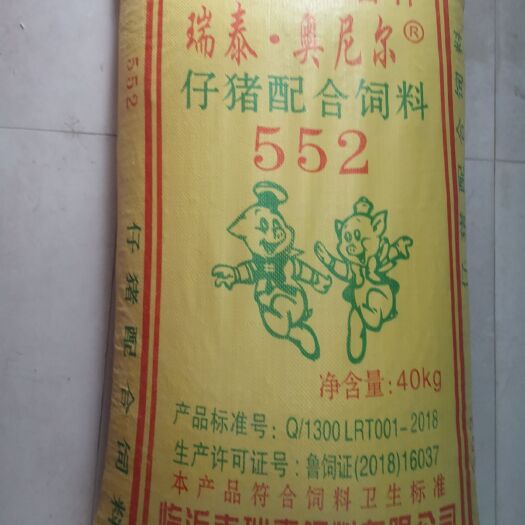 瑞泰·奥尼尔®
仔猪配合饲料
552
净含量:40kg
产品标准号:Q/1300LRT001-2018
生产许可证号:鲁饲证(2018)16037
本产品符合饲料卫生标准
552
仔猪配合饲料